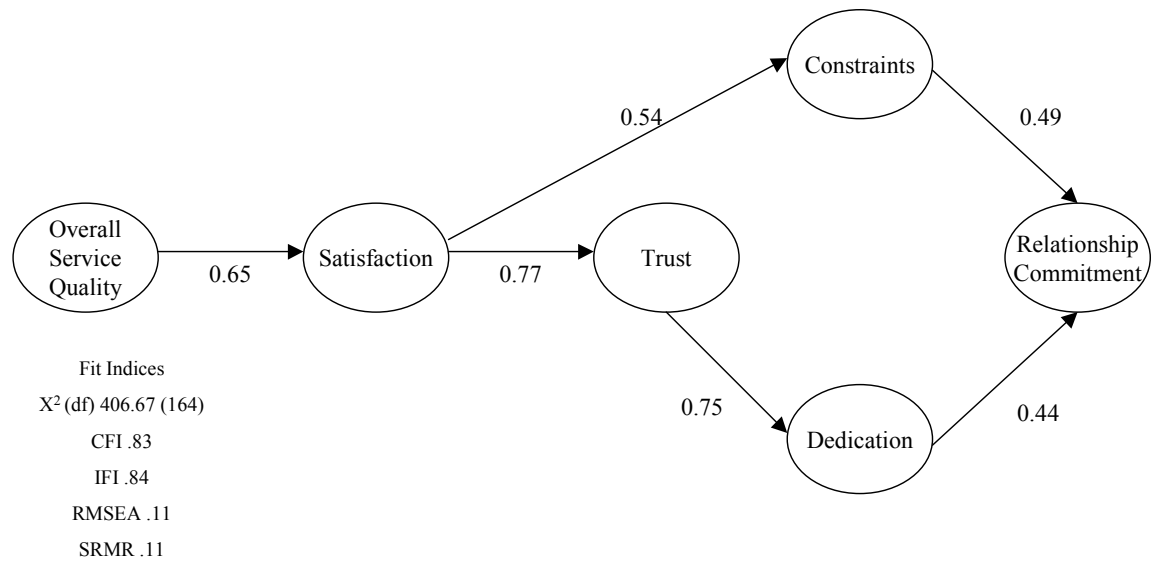 Constraints
0.54
0.49
Overall
Service
Quality
Satisfaction
Trust
Relationship
Commitment
0.65
0.77
Fit Indices
X² (df) 406.67 (164)
CFI .83
IFI .84
RMSEA .11
SRMR .11
0.75
Dedication
0.44